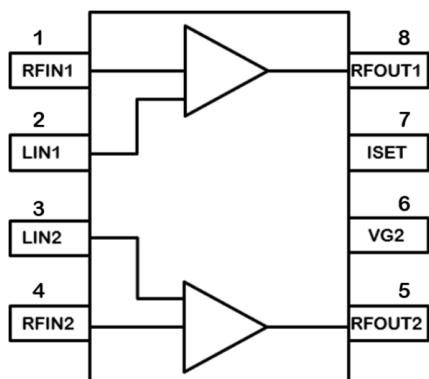 1 8
RFIN1 RFOUT1
2 7
LIN1 ISET
3 6
LIN2 VG2
4 5
RFIN2 RFOUT2